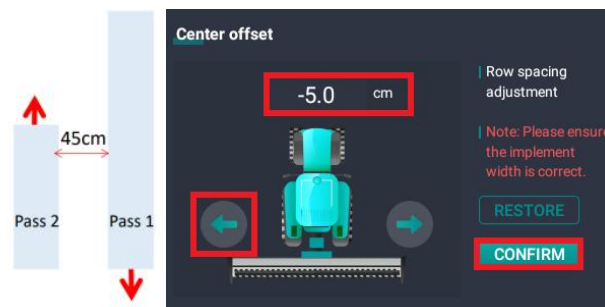 45cm
Pass 2
Pass 1
Center offset
-5.0 cm
Row spacing
adjustment
Note: Please ensure
the implement
width is correct.
RESTORE
CONFIRM